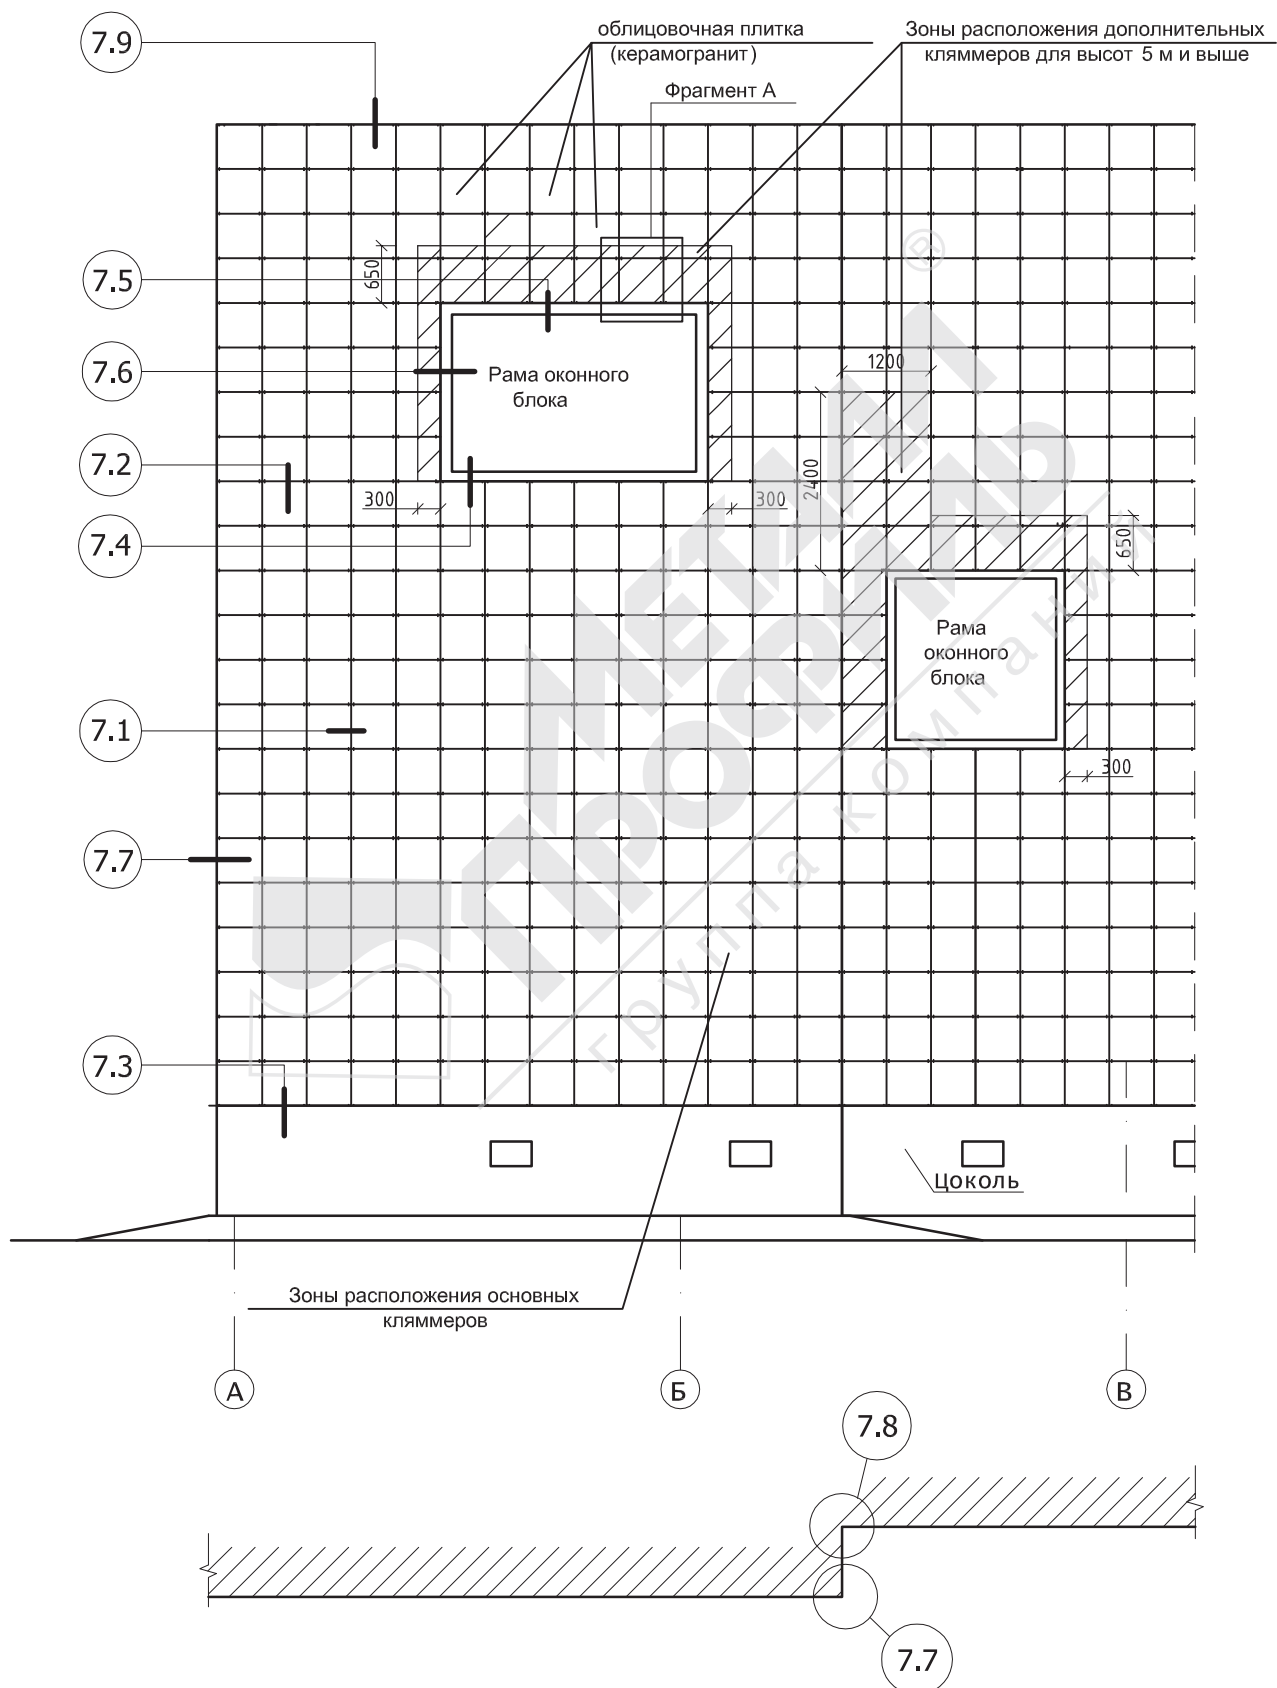 7.9
облицовочная плитка
(керамогранит)
Зоны расположения дополнительных
кляммеров для высот 5 м и выше
Фрагмент А
7.5
650
®
7.6
Рама оконного
блока
1200
7.2
300
300
2400
7.4
650
МЕТАЛЛ
ПРОФИЛЬ
группа компаний
Рама
оконного
блока
7.1
300
7.7
7.3
Цоколь
Зоны расположения основных
кляммеров
А
Б
В
7.8
7.7